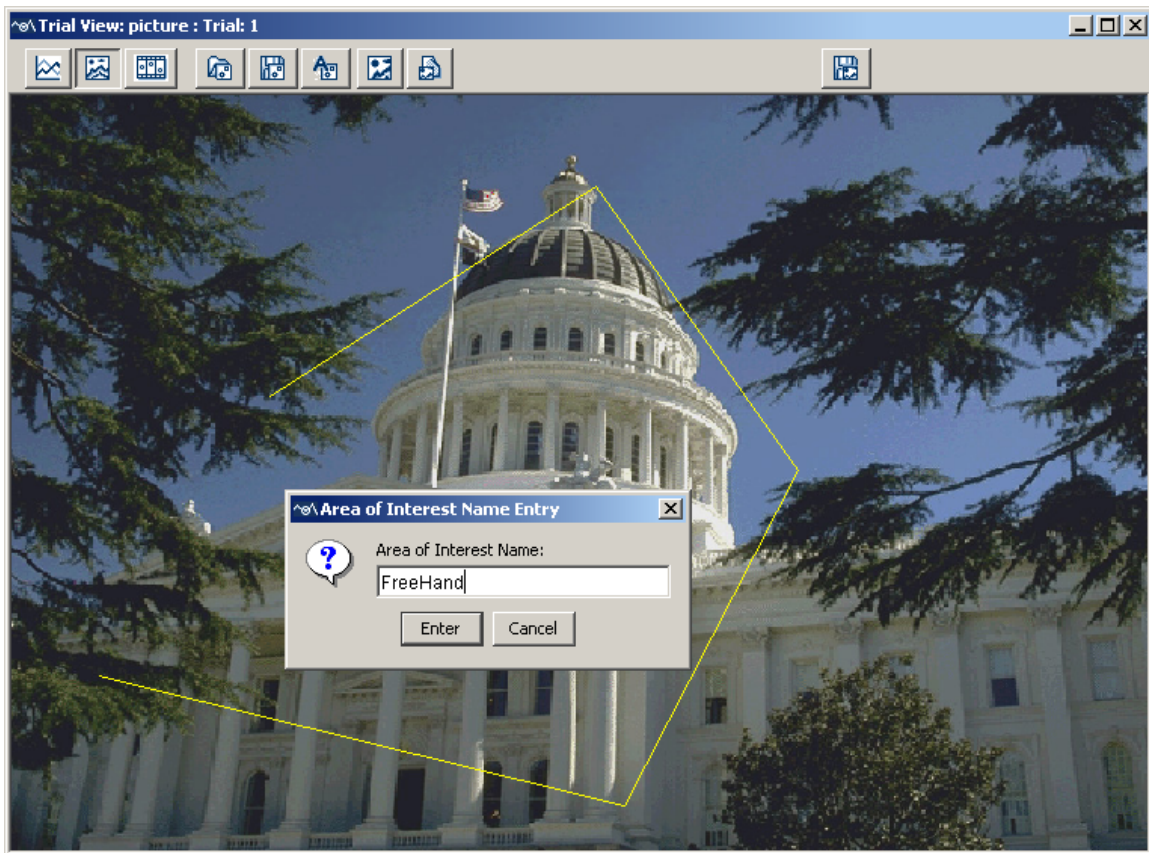 Trial View: picture : Trial: 1
Area of Interest Name Entry
Area of Interest Name:
FreeHand
Enter
Cancel